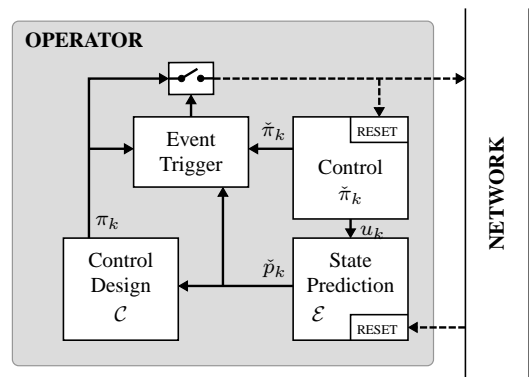 OPERATOR
Event
Trigger
π̌ₖ
RESET
Control
π̌ₖ
πₖ
uₖ
Control
Design
𝒞
p̌ₖ
State
Prediction
ℰ
RESET
NETWORK